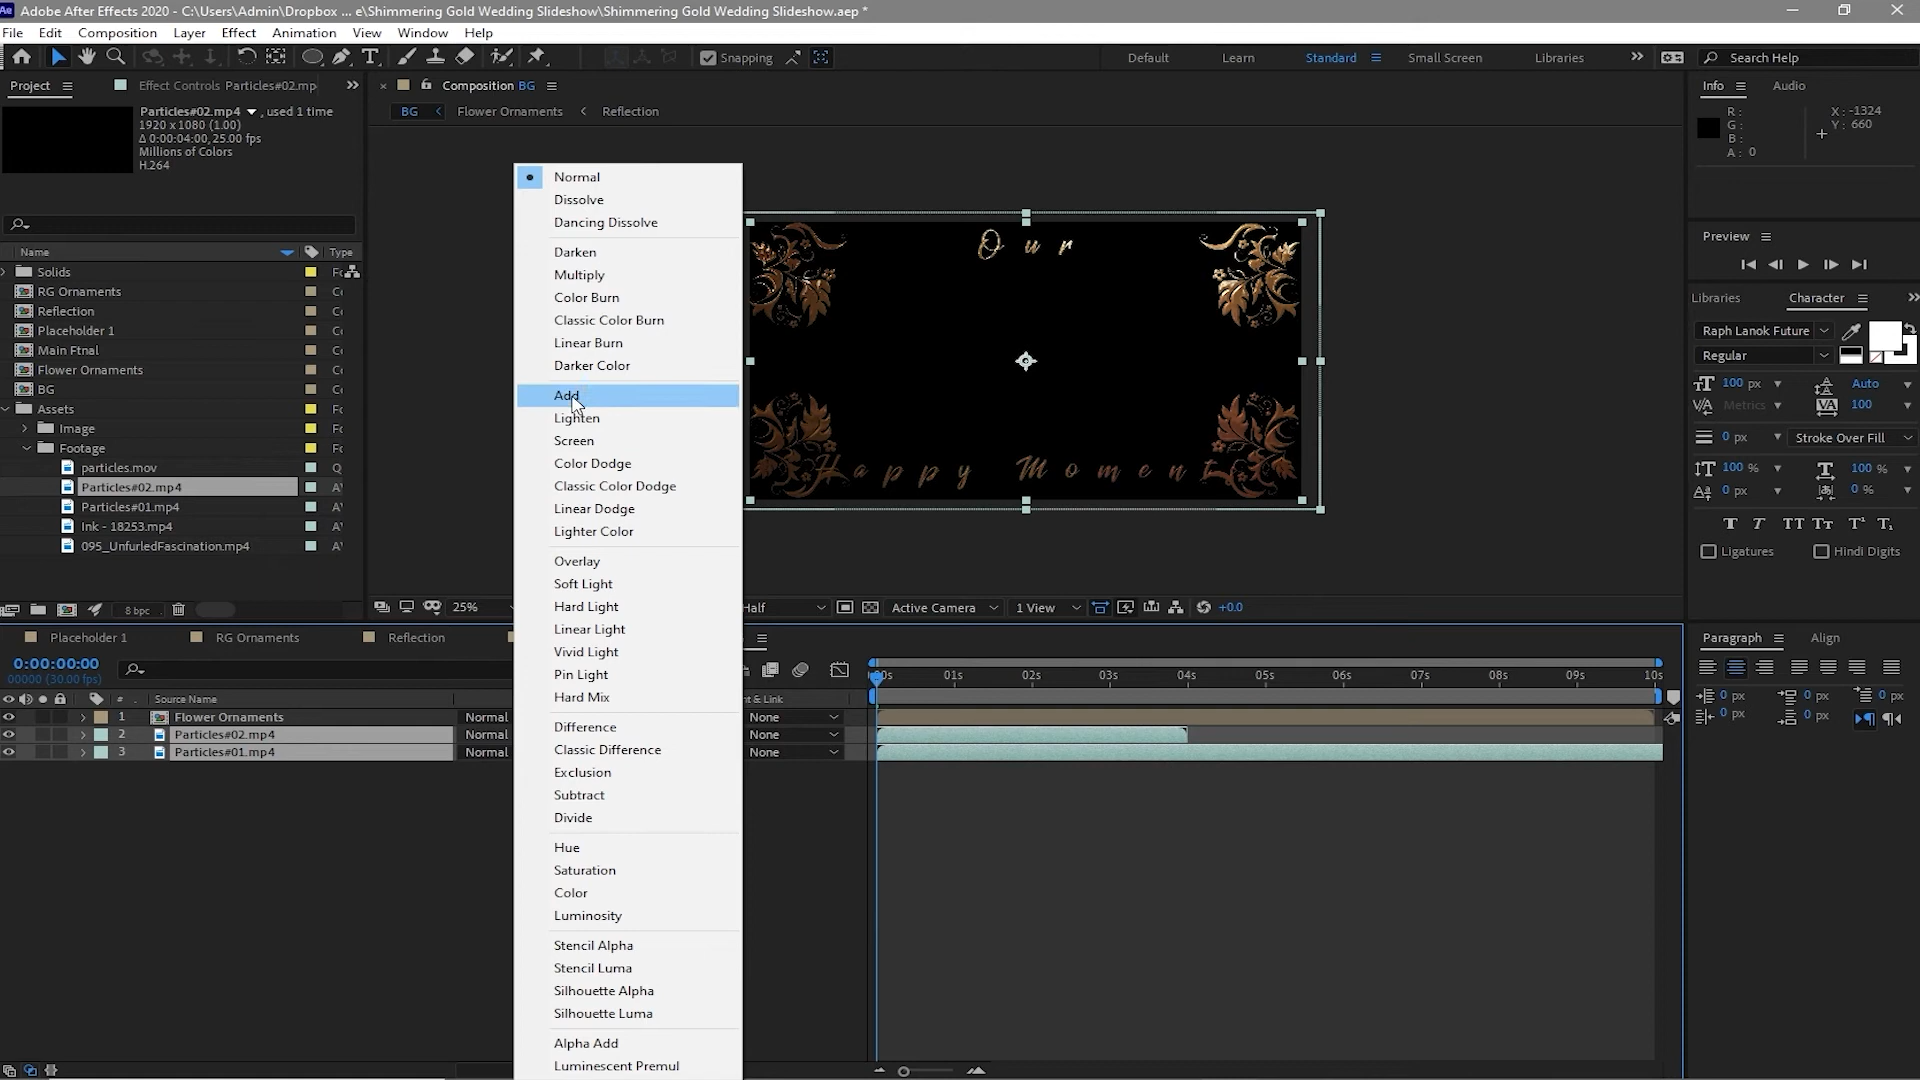 Ae Adobe After Effects 2020 - C:\Users\Admin\Dropbox ... e\Shimmering Gold Wedding Slideshow\Shimmering Gold Wedding Slideshow.aep *
File Edit Composition Layer Effect Animation View Window Help
Snapping
Default Learn Standard Small Screen Libraries Search Help
Project Effect Controls Particles#02.mp
Composition BG
Info Audio
Particles#02.mp4 , used 1 time
1920 x 1080 (1.00)
Δ 0:00:04:00, 25.00 fps
Millions of Colors
H.264
BG Flower Ornaments Reflection
R :
G :
B :
A : 0
X : -1324
Y : 660
Name Type
Solids
RG Ornaments
Reflection
Placeholder 1
Main Ftnal
Flower Ornaments
BG
Assets
Image
Footage
particles.mov
Particles#02.mp4
Particles#01.mp4
Ink - 18253.mp4
095_UnfurledFascination.mp4
8 bpc
Normal
Dissolve
Dancing Dissolve
Darken
Multiply
Color Burn
Classic Color Burn
Linear Burn
Darker Color
Add
Lighten
Screen
Color Dodge
Classic Color Dodge
Linear Dodge
Lighter Color
Overlay
Soft Light
Hard Light
Linear Light
Vivid Light
Pin Light
Hard Mix
Difference
Classic Difference
Exclusion
Subtract
Divide
Hue
Saturation
Color
Luminosity
Stencil Alpha
Stencil Luma
Silhouette Alpha
Silhouette Luma
Alpha Add
Luminescent Premul
Our
Happy Moment
25% Half Active Camera 1 View +0.0
Preview
Libraries Character
Raph Lanok Future
Regular
100 px Auto
Metrics 100
0 px Stroke Over Fill
100 % 100 %
0 px 0 %
T T TT Tt T¹ T₁
Ligatures Hindi Digits
Paragraph Align
0 px 0 px 0 px
0 px 0 px
Placeholder 1 RG Ornaments Reflection
0:00:00:00
00000 (30.00 fps)
# Source Name nt & Link
1 Flower Ornaments Normal None
2 Particles#02.mp4 Normal None
3 Particles#01.mp4 Normal None
00s 01s 02s 03s 04s 05s 06s 07s 08s 09s 10s